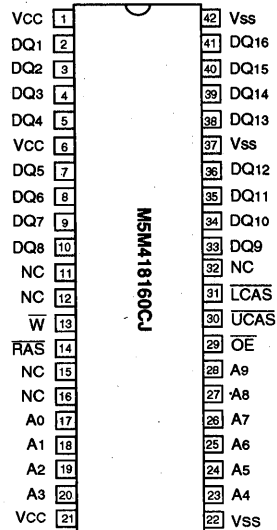 VCC 1 42 Vss
DQ1 2 41 DQ16
DQ2 3 40 DQ15
DQ3 4 39 DQ14
DQ4 5 38 DQ13
VCC 6 37 Vss
DQ5 7 36 DQ12
DQ6 8 35 DQ11
DQ7 9 34 DQ10
DQ8 10 33 DQ9
NC 11 32 NC
NC 12 31 L̅C̅A̅S̅
W̅ 13 30 U̅C̅A̅S̅
R̅A̅S̅ 14 29 O̅E̅
NC 15 28 A9
NC 16 27 A8
A0 17 26 A7
A1 18 25 A6
A2 19 24 A5
A3 20 23 A4
VCC 21 22 Vss
M5M418160CJ